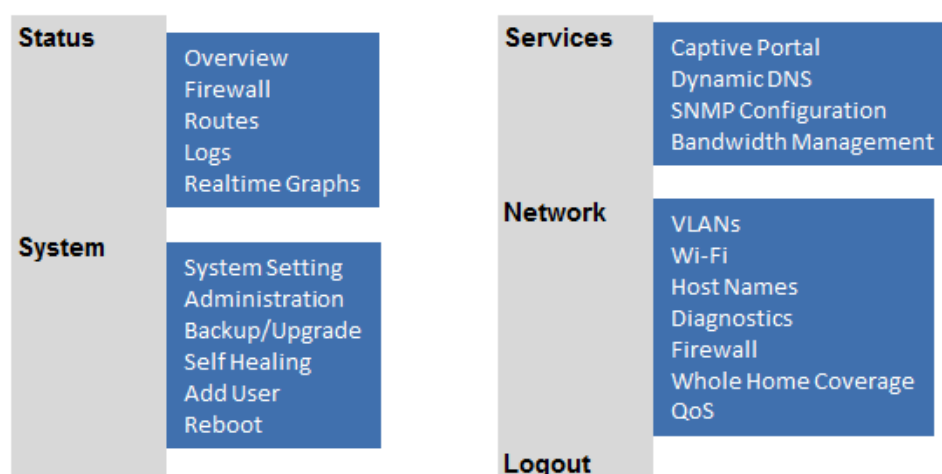 Status
Overview
Firewall
Routes
Logs
Realtime Graphs
System
System Setting
Administration
Backup/Upgrade
Self Healing
Add User
Reboot
Services
Captive Portal
Dynamic DNS
SNMP Configuration
Bandwidth Management
Network
VLANs
Wi-Fi
Host Names
Diagnostics
Firewall
Whole Home Coverage
QoS
Logout